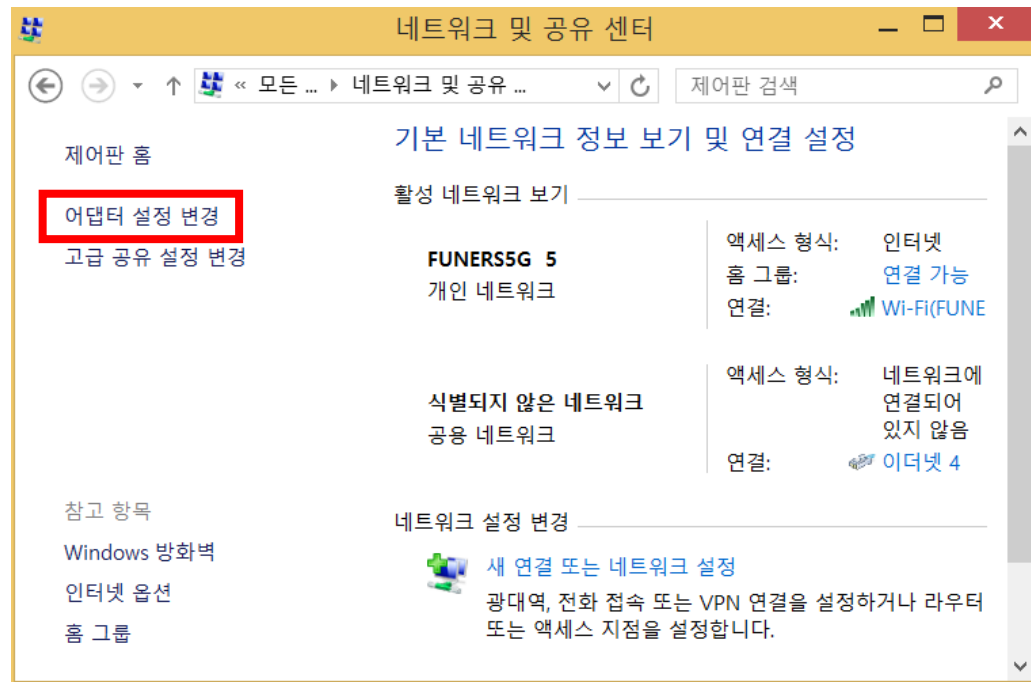 네트워크 및 공유 센터
« 모든 ... 네트워크 및 공유 ...
제어판 검색
제어판 홈
어댑터 설정 변경
고급 공유 설정 변경
기본 네트워크 정보 보기 및 연결 설정
활성 네트워크 보기
FUNERS5G 5
개인 네트워크
액세스 형식: 인터넷
홈 그룹: 연결 가능
연결: Wi-Fi(FUNE
식별되지 않은 네트워크
공용 네트워크
액세스 형식: 네트워크에
연결되어
있지 않음
연결: 이더넷 4
네트워크 설정 변경
새 연결 또는 네트워크 설정
광대역, 전화 접속 또는 VPN 연결을 설정하거나 라우터
또는 액세스 지점을 설정합니다.
참고 항목
Windows 방화벽
인터넷 옵션
홈 그룹